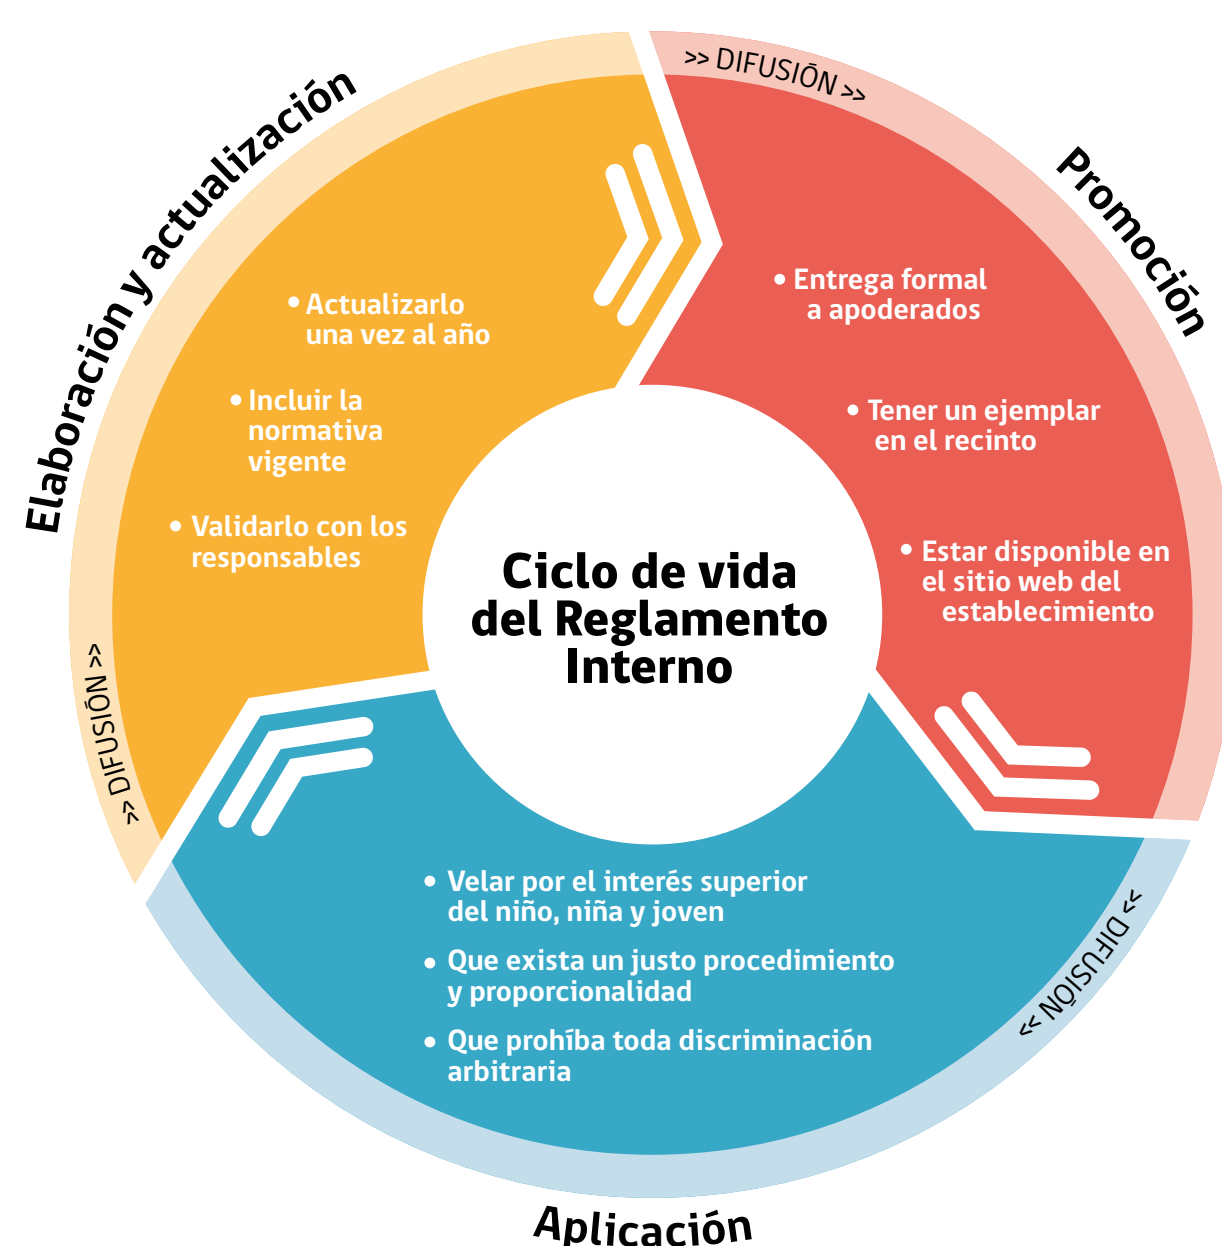 Elaboración y actualización
• Actualizarlo
una vez al año
• Incluir la
normativa
vigente
• Validarlo con los
responsables
>> DIFUSIÓN >>
>> DIFUSIÓN >>
Promoción
• Entrega formal
a apoderados
• Tener un ejemplar
en el recinto
• Estar disponible en
el sitio web del
establecimiento
Ciclo de vida
del Reglamento
Interno
>> DIFUSIÓN >>
• Velar por el interés superior
del niño, niña y joven
• Que exista un justo procedimiento
y proporcionalidad
• Que prohíba toda discriminación
arbitraria
Aplicación